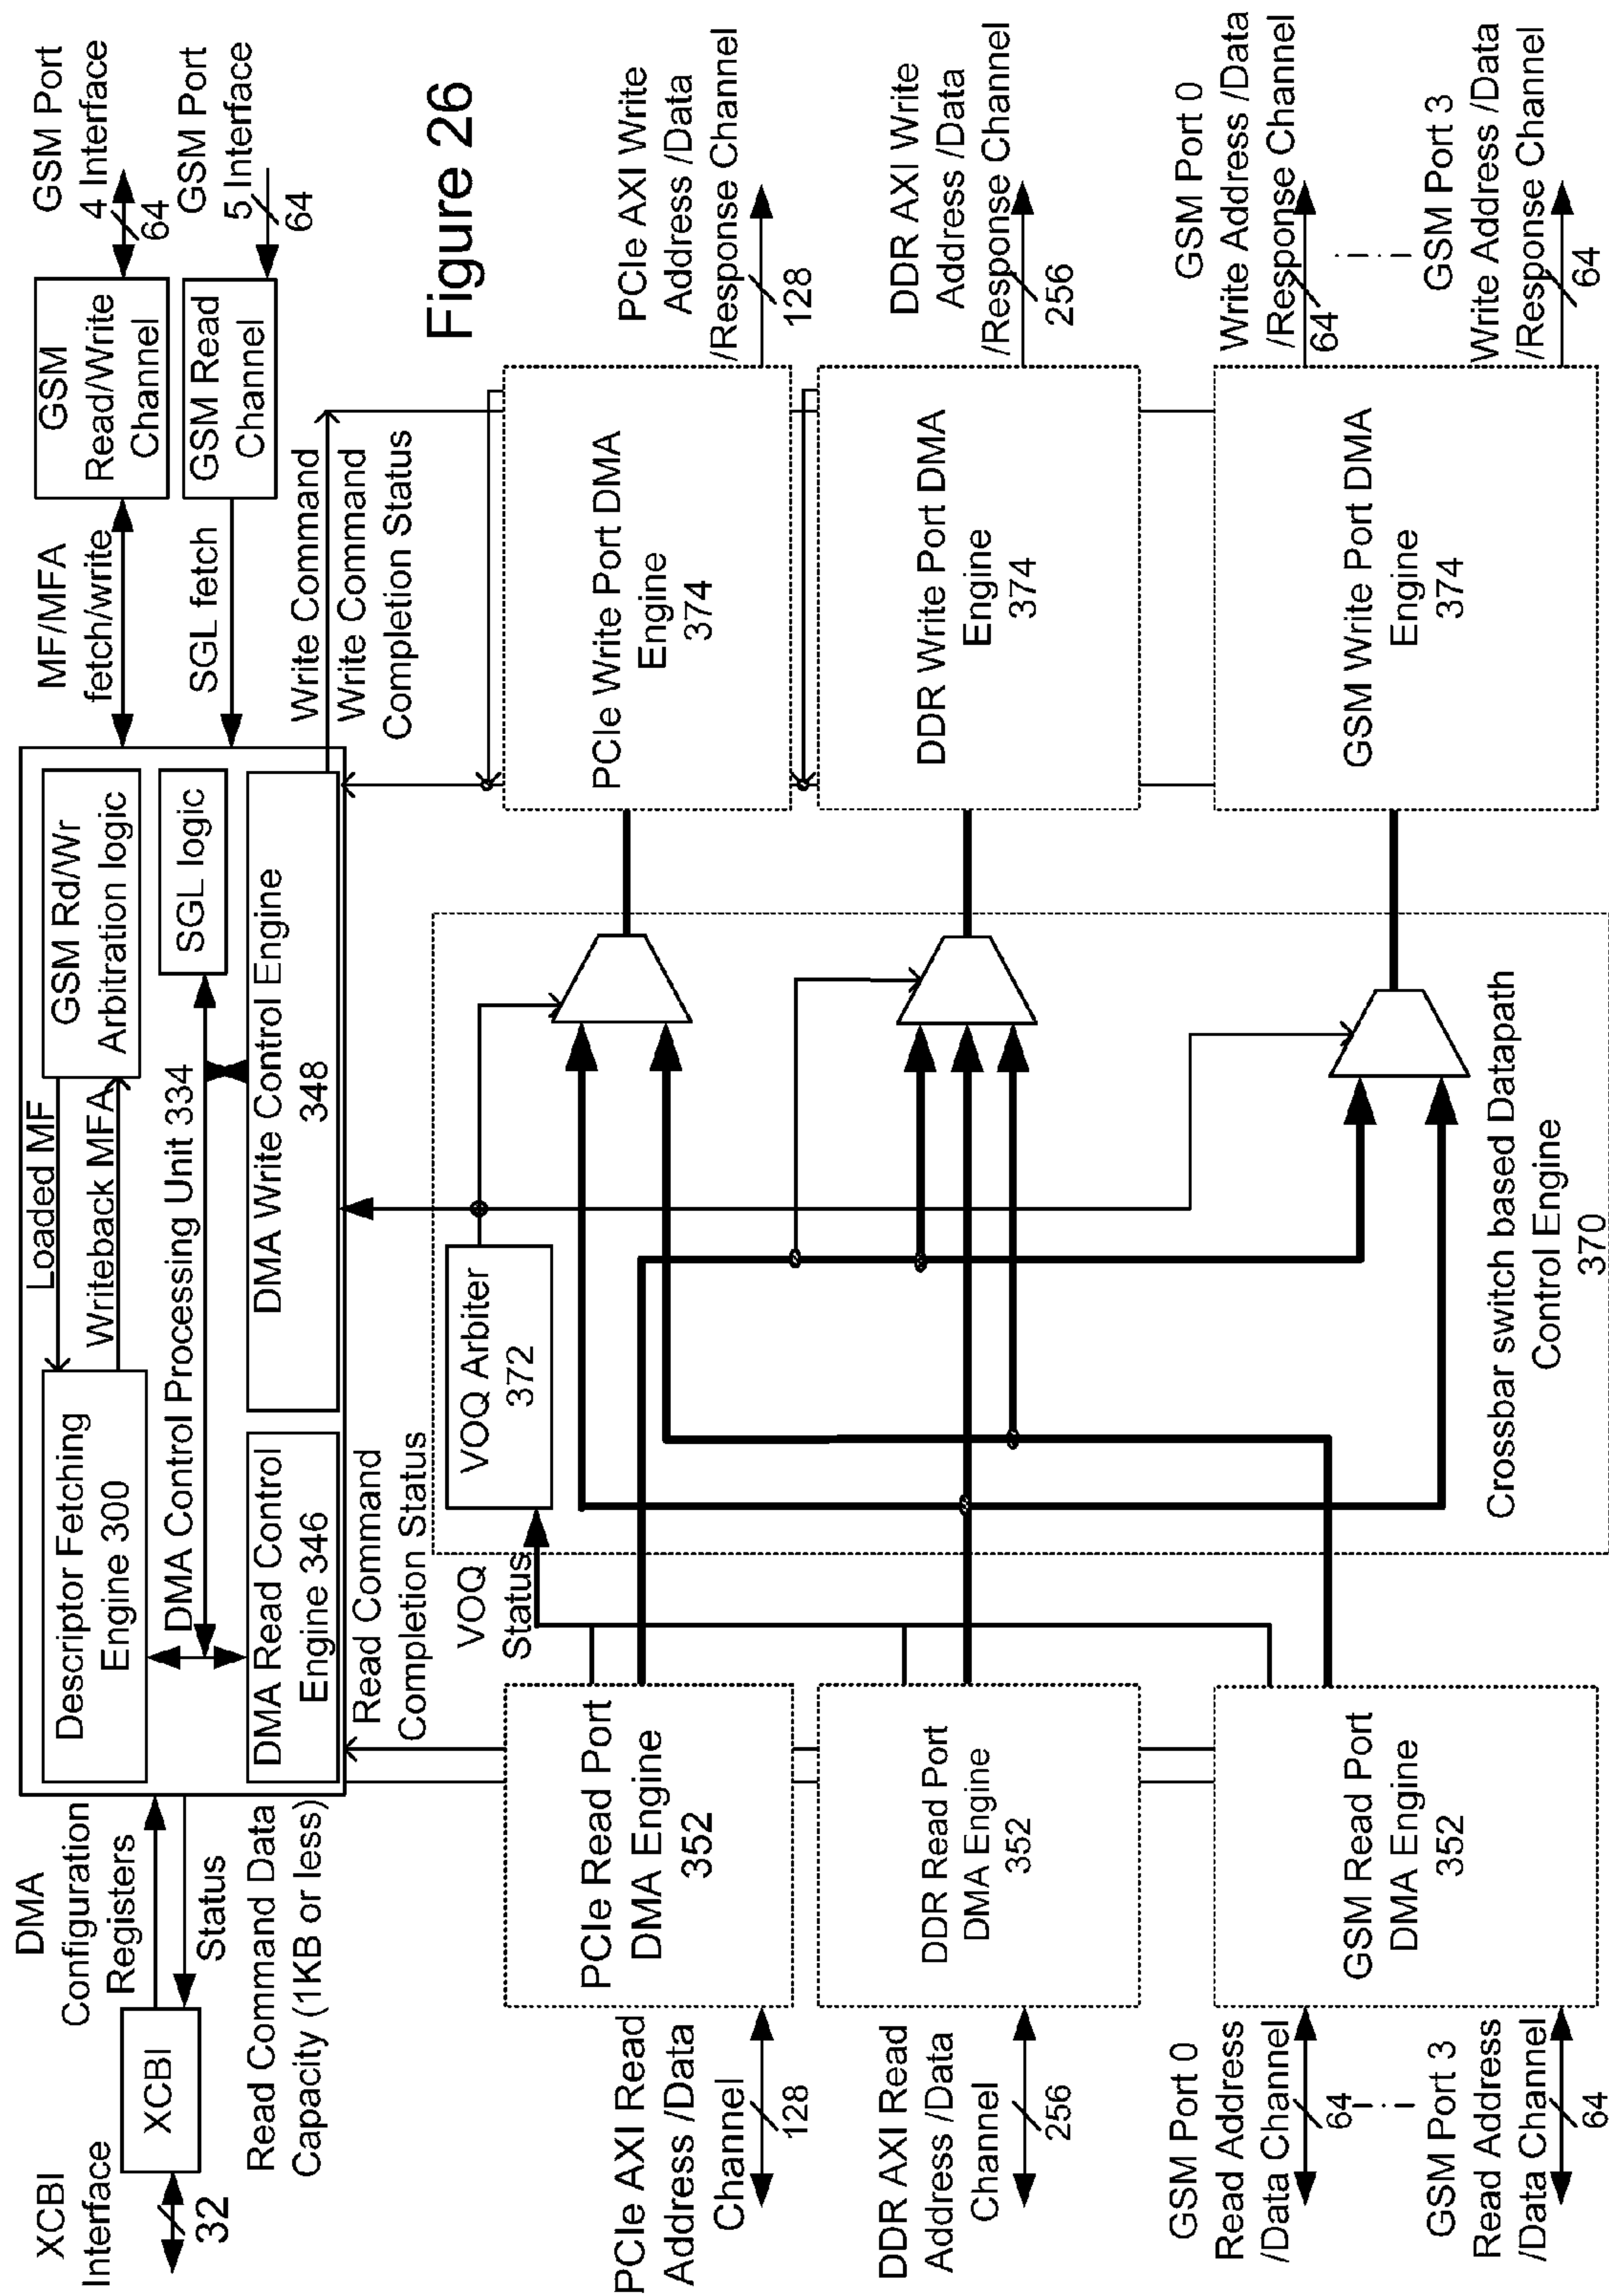 Figure 26
XCBI
Interface
32
XCBI
DMA
Configuration
Registers
Status
Read Command Data
Capacity (1KB or less)
Descriptor Fetching
Engine 300
Loaded MF
Writeback MFA
GSM Rd/Wr
Arbitration logic
DMA Control Processing Unit 334
SGL logic
DMA Read Control
Engine 346
DMA Write Control Engine
348
MF/MFA
fetch/write
SGL fetch
GSM
Read/Write
Channel
GSM Read
Channel
GSM Port
4 Interface
64
GSM Port
5 Interface
64
Write Command
Write Command
Completion Status
Read Command
Completion Status
VOQ
Status
VOQ Arbiter
372
PCIe AXI Read
Address /Data
Channel
128
PCIe Read Port
DMA Engine
352
PCIe Write Port DMA
Engine
374
PCIe AXI Write
Address /Data
/Response Channel
128
DDR AXI Read
Address /Data
Channel
256
DDR Read Port
DMA Engine
352
DDR Write Port DMA
Engine
374
DDR AXI Write
Address /Data
/Response Channel
256
GSM Port 0
Read Address
/Data Channel
64
GSM Port 3
Read Address
/Data Channel
64
GSM Read Port
DMA Engine
352
Crossbar switch based Datapath
Control Engine
370
GSM Write Port DMA
Engine
374
GSM Port 0
Write Address /Data
/Response Channel
64
GSM Port 3
Write Address /Data
/Response Channel
64